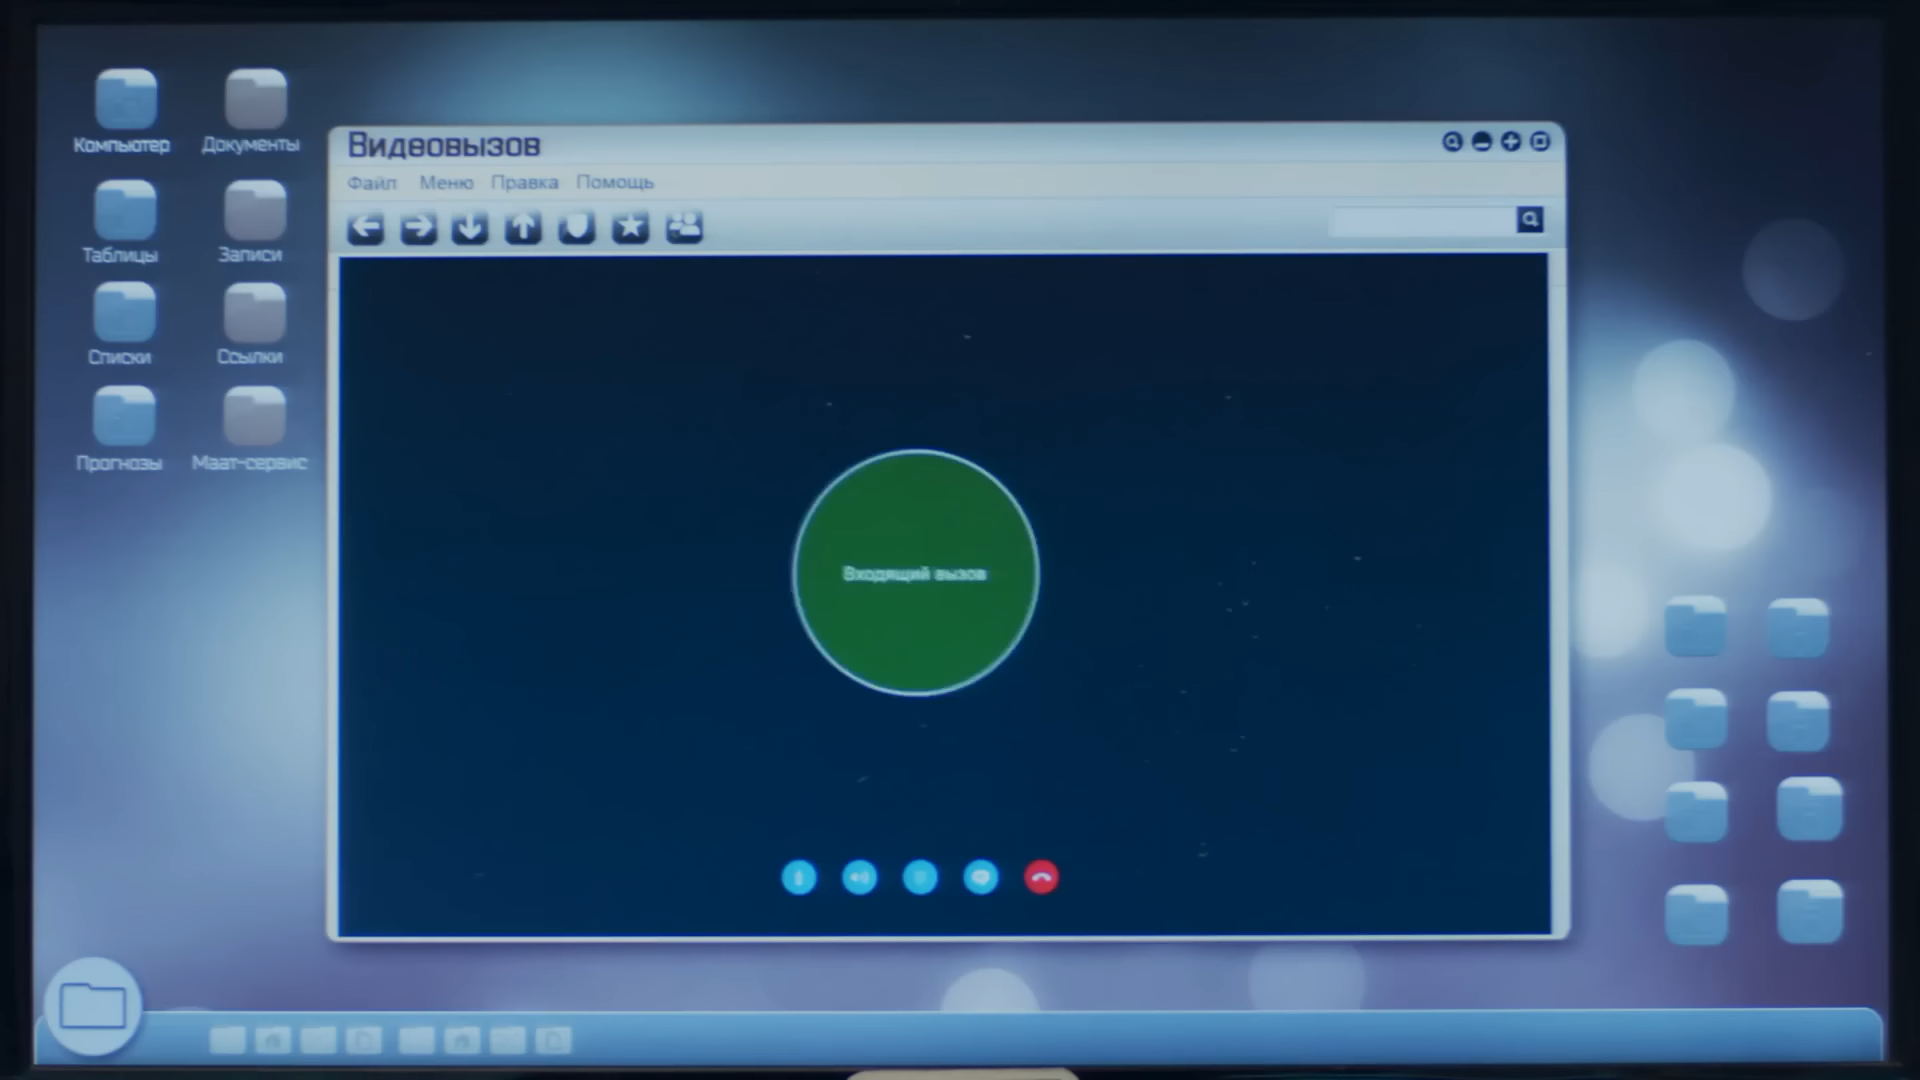 Компьютер
Документы
Таблицы
Записи
Списки
Ссылки
Прогнозы
Маат-сервис
Видеовызов
Файл Меню Правка Помощь
Входящий вызов